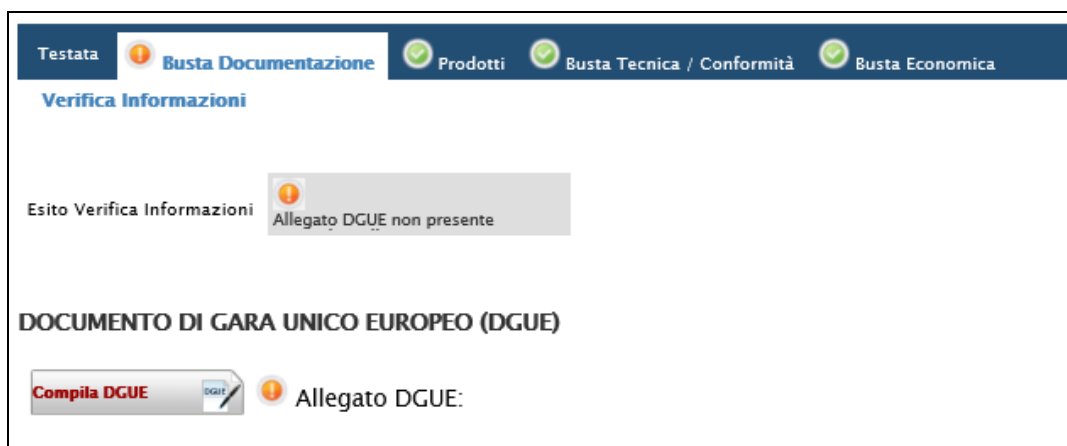 Testata Busta Documentazione Prodotti Busta Tecnica / Conformità Busta Economica
Verifica Informazioni
Esito Verifica Informazioni
Allegato DGUE non presente
DOCUMENTO DI GARA UNICO EUROPEO (DGUE)
Compila DGUE DGUE Allegato DGUE: